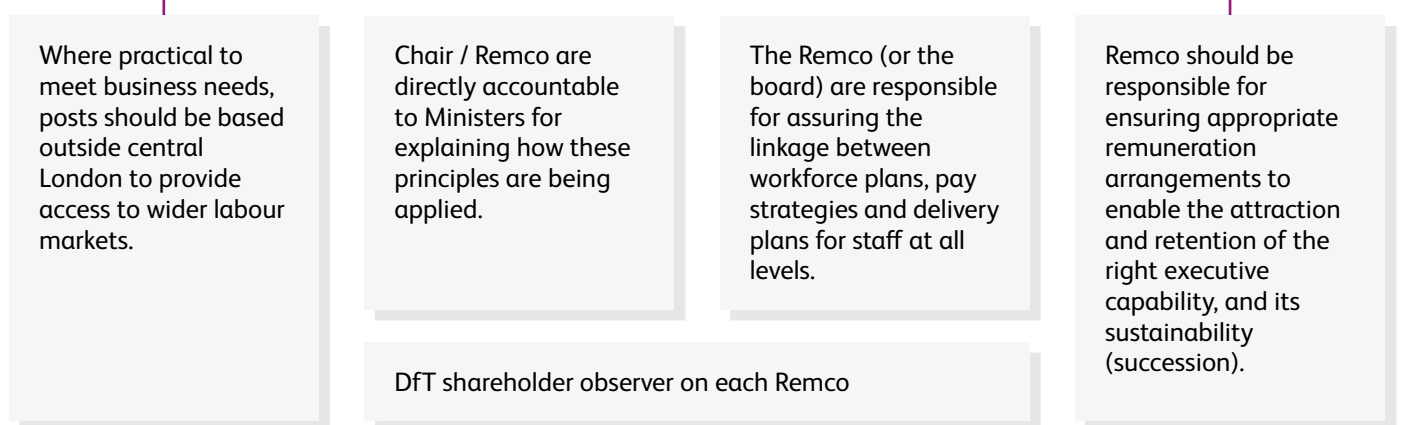 Where practical to
meet business needs,
posts should be based
outside central
London to provide
access to wider labour
markets.
Chair / Remco are
directly accountable
to Ministers for
explaining how these
principles are being
applied.
The Remco (or the
board) are responsible
for assuring the
linkage between
workforce plans, pay
strategies and delivery
plans for staff at all
levels.
DfT shareholder observer on each Remco
Remco should be
responsible for
ensuring appropriate
remuneration
arrangements to
enable the attraction
and retention of the
right executive
capability, and its
sustainability
(succession).